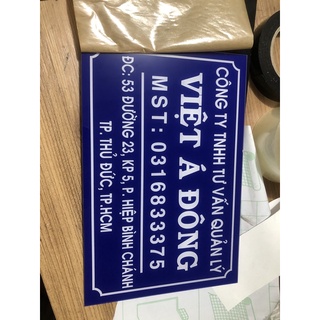 CÔNG TY TNHH TƯ VẤN QUẢN LÝ
VIỆT Á ĐÔNG
MST: 0316833375
ĐC: 53 ĐƯỜNG 23, KP 5, P. HIỆP BÌNH CHÁNH
TP. THỦ ĐỨC, TP.HCM